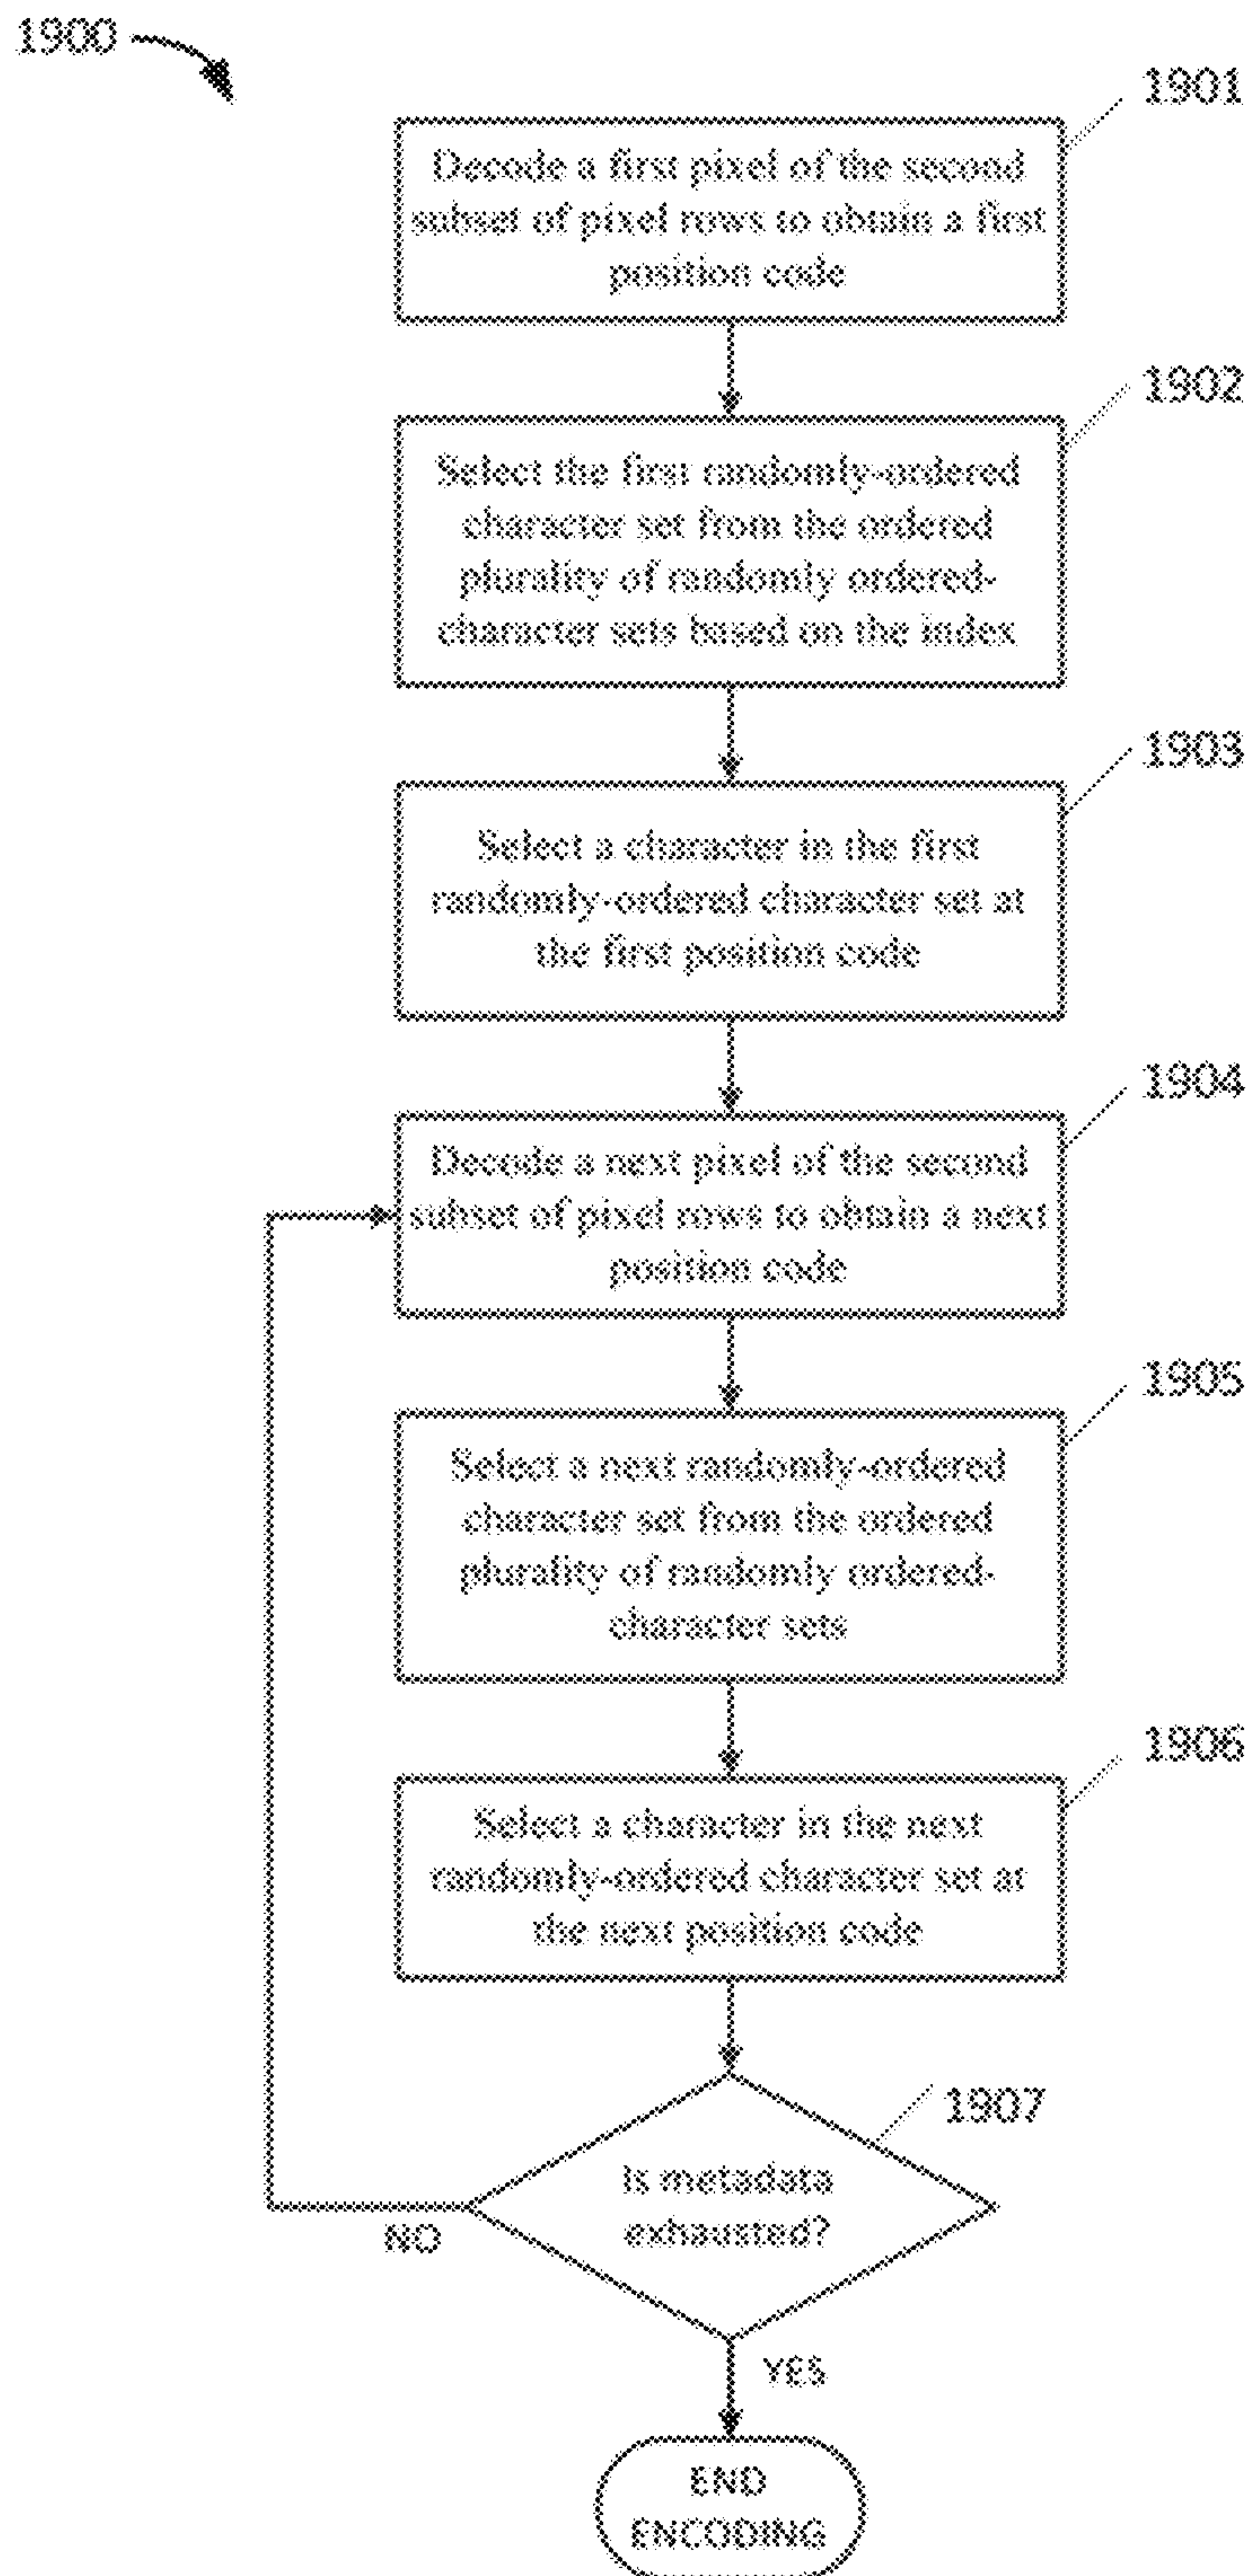 1900
1901
Decode a first pixel of the second
subset of pixel rows to obtain a first
position code
1902
Select the first randomly-ordered
character set from the ordered
plurality of randomly ordered-
character sets based on the index
1903
Select a character in the first
randomly-ordered character set at
the first position code
1904
Decode a next pixel of the second
subset of pixel rows to obtain a next
position code
1905
Select a next randomly-ordered
character set from the ordered
plurality of randomly ordered-
character sets
1906
Select a character in the next
randomly-ordered character set at
the next position code
1907
Is metadata
exhausted?
NO
YES
END
ENCODING